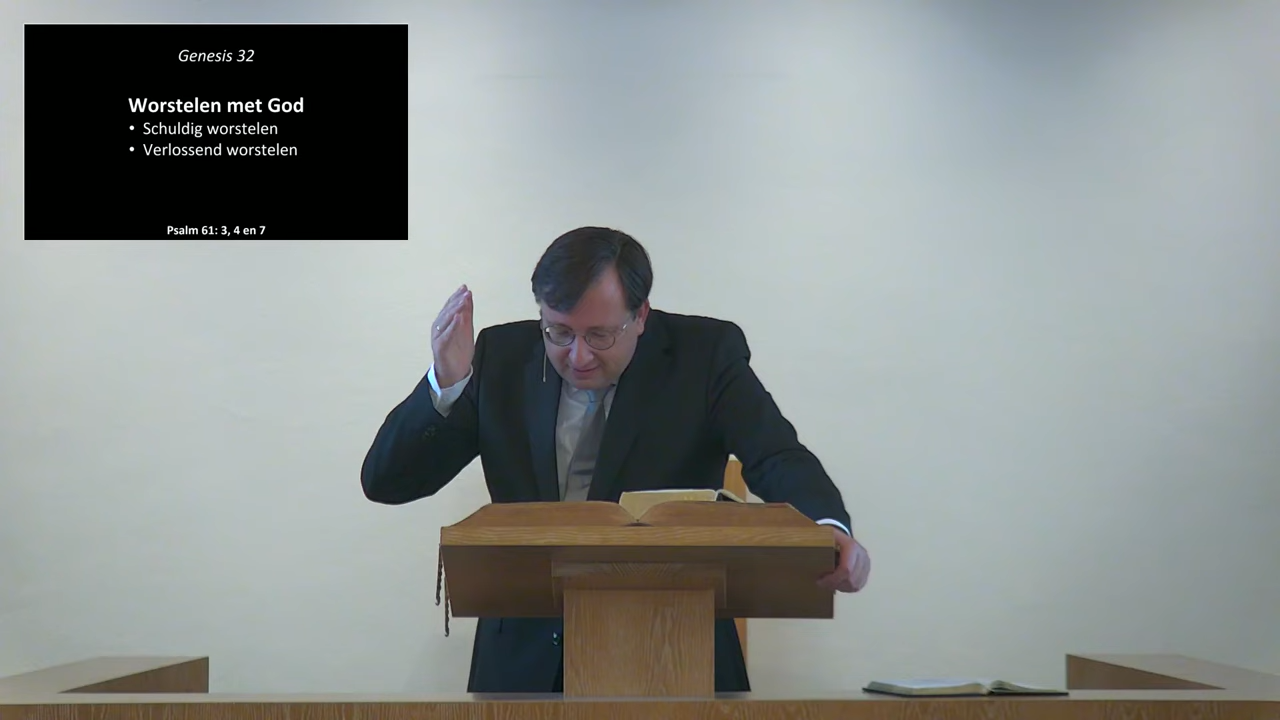 Genesis 32
Worstelen met God
• Schuldig worstelen
• Verlossend worstelen
Psalm 61: 3, 4 en 7